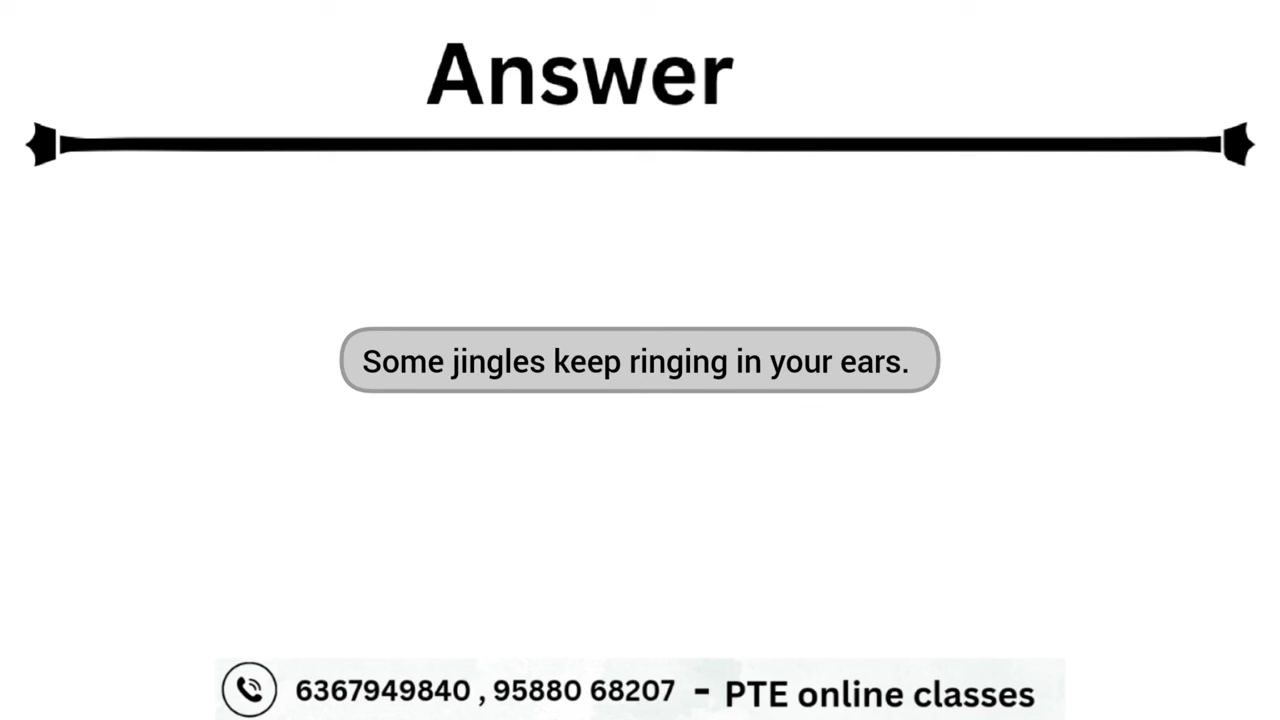 Answer
Some jingles keep ringing in your ears.
6367949840 , 95880 68207 - PTE online classes